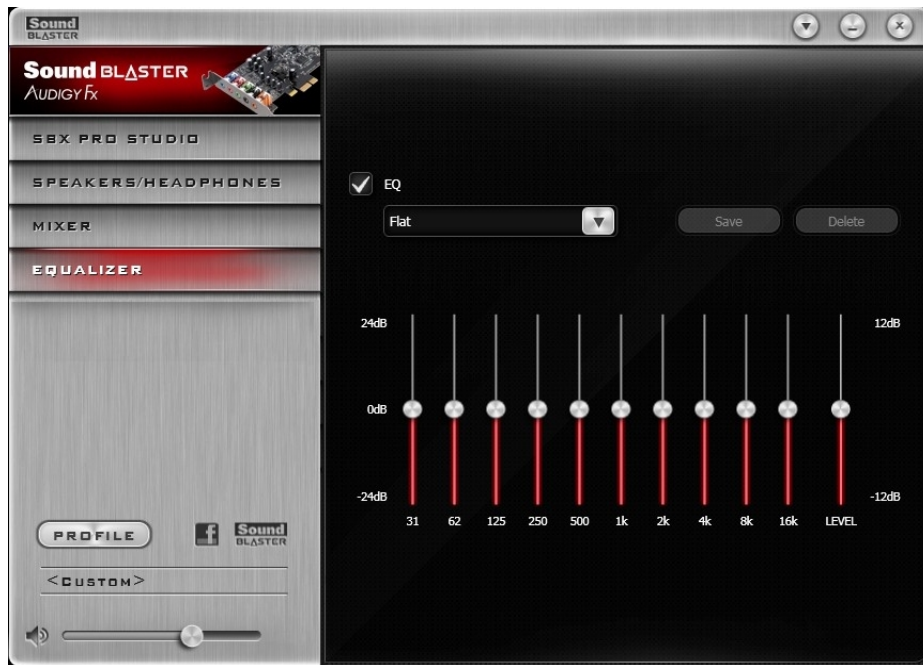 Sound
BLASTER
Sound BLASTER
AUDIGY FX
SBX PRO STUDIO
SPEAKERS/HEADPHONES
MIXER
EQUALIZER
EQ
Flat
Save
Delete
24dB
12dB
0dB
-24dB
-12dB
31 62 125 250 500 1k 2k 4k 8k 16k LEVEL
PROFILE
f
Sound
BLASTER
<CUSTOM>